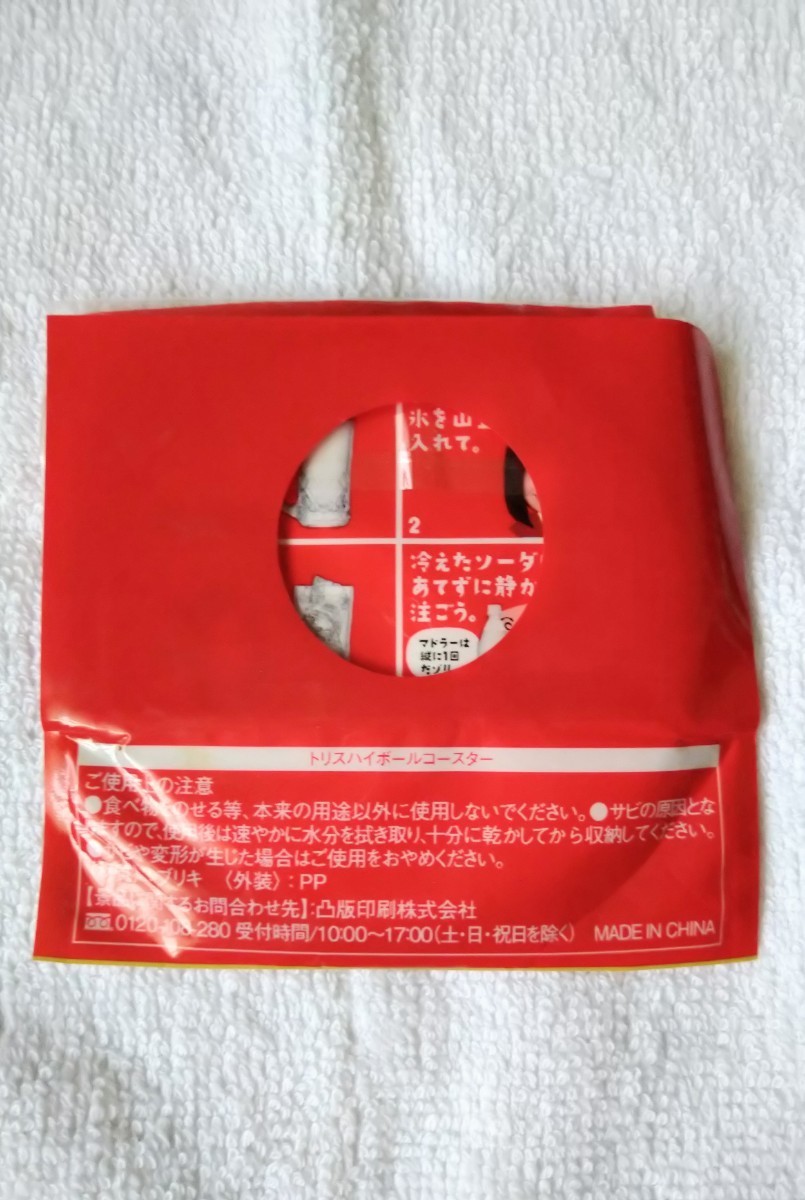 氷を山
入れて。
2
冷えたソーダ
あてずに静か
注ごう。
マドラーは
縦に1回
トリスハイボールコースター
ご使用上の注意
●食べ物をのせる等、本来の用途以外に使用しないでください。●サビの原因とな
ますので、使用後は速やかに水分を拭き取り、十分に乾かしてから収納してください。
や変形が生じた場合はご使用をおやめください。
ブリキ 〈外装〉:PP
るお問合わせ先】:凸版印刷株式会社
280 受付時間/10:00〜17:00(土・日・祝日を除く) MADE IN CHINA